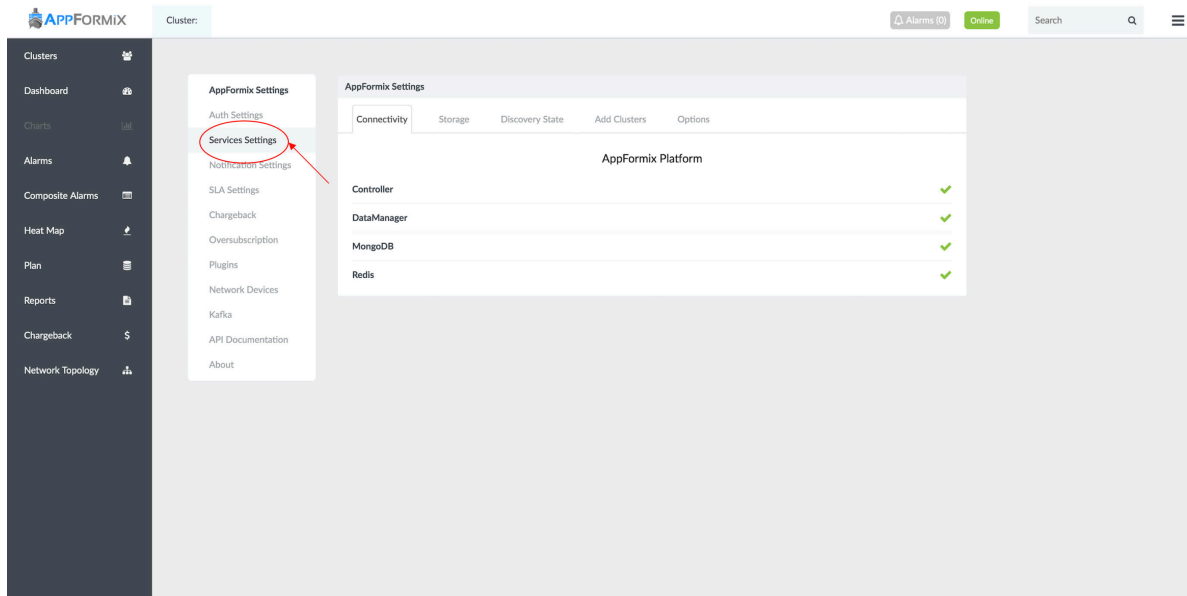 APPFORMIX
Cluster:
Alarms (0)
Online
Search
Clusters
Dashboard
Charts
Alarms
Composite Alarms
Heat Map
Plan
Reports
Chargeback
$
Network Topology
AppFormix Settings
Auth Settings
Services Settings
Notification Settings
SLA Settings
Chargeback
Oversubscription
Plugins
Network Devices
Kafka
API Documentation
About
AppFormix Settings
Connectivity Storage Discovery State Add Clusters Options
AppFormix Platform
Controller
DataManager
MongoDB
Redis